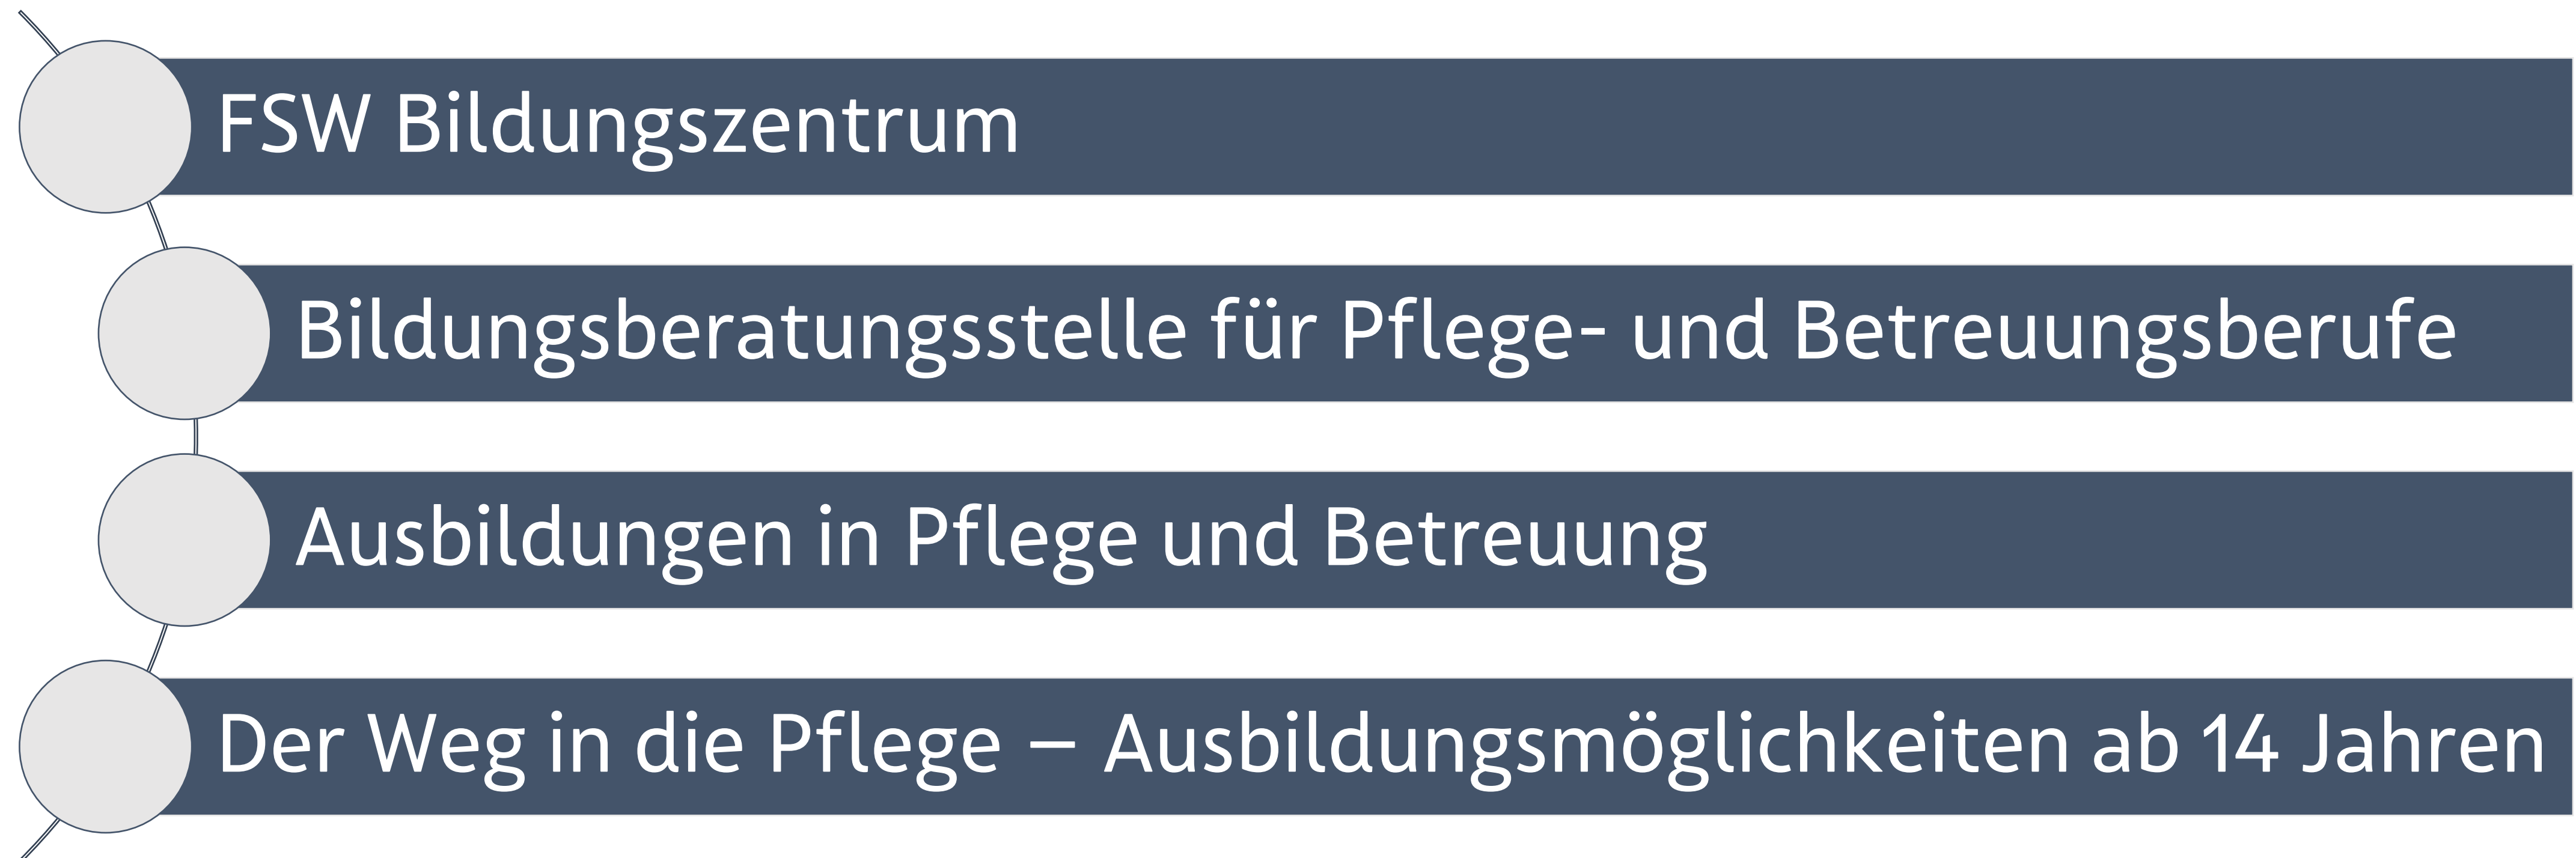 FSW Bildungszentrum
Bildungsberatungsstelle für Pflege- und Betreuungsberufe
Ausbildungen in Pflege und Betreuung
Der Weg in die Pflege – Ausbildungsmöglichkeiten ab 14 Jahren